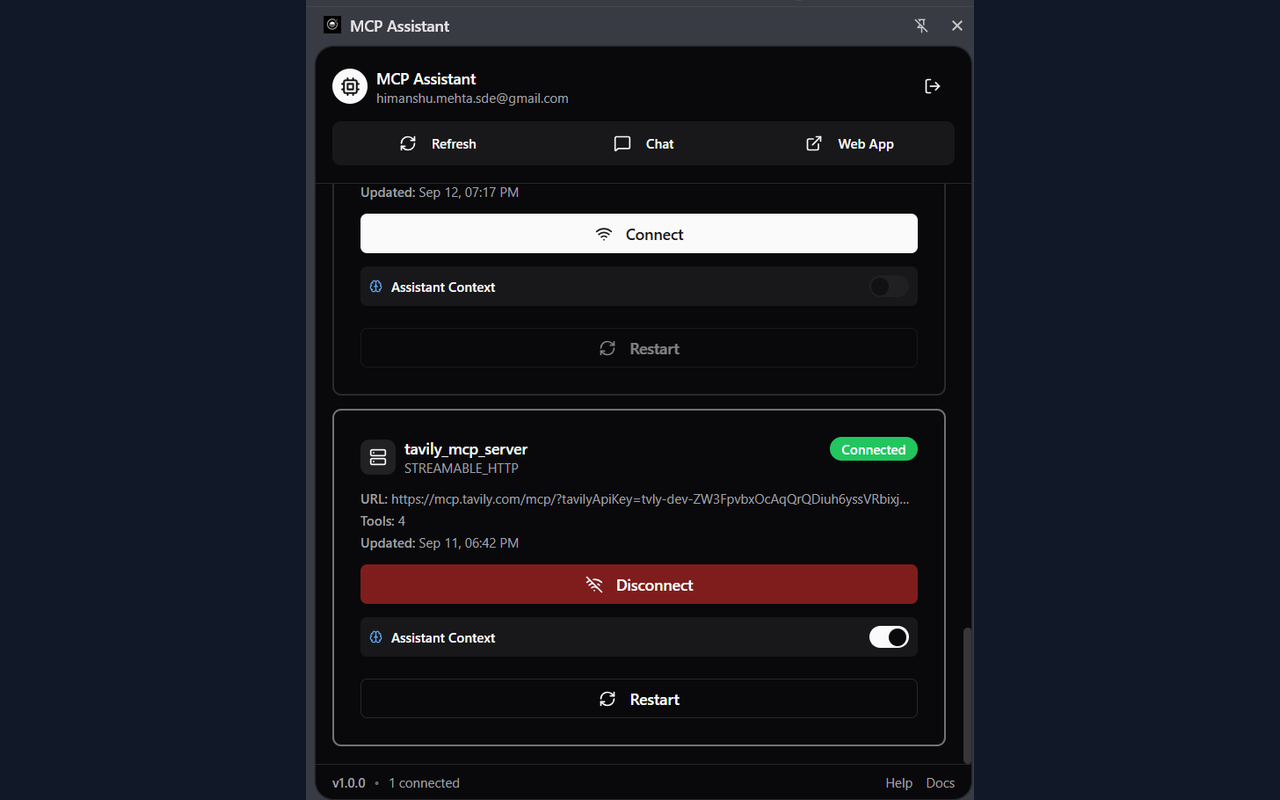 MCP Assistant
MCP Assistant
himanshu.mehta.sde@gmail.com
Refresh
Chat
Web App
Updated: Sep 12, 07:17 PM
Connect
Assistant Context
Restart
tavily_mcp_server
Connected
STREAMABLE_HTTP
URL: https://mcp.tavily.com/mcp/?tavilyApiKey=tvly-dev-ZW3FpvbxOcAqQrQDiuh6yssVRbixj...
Tools: 4
Updated: Sep 11, 06:42 PM
Disconnect
Assistant Context
Restart
v1.0.0 • 1 connected
Help Docs